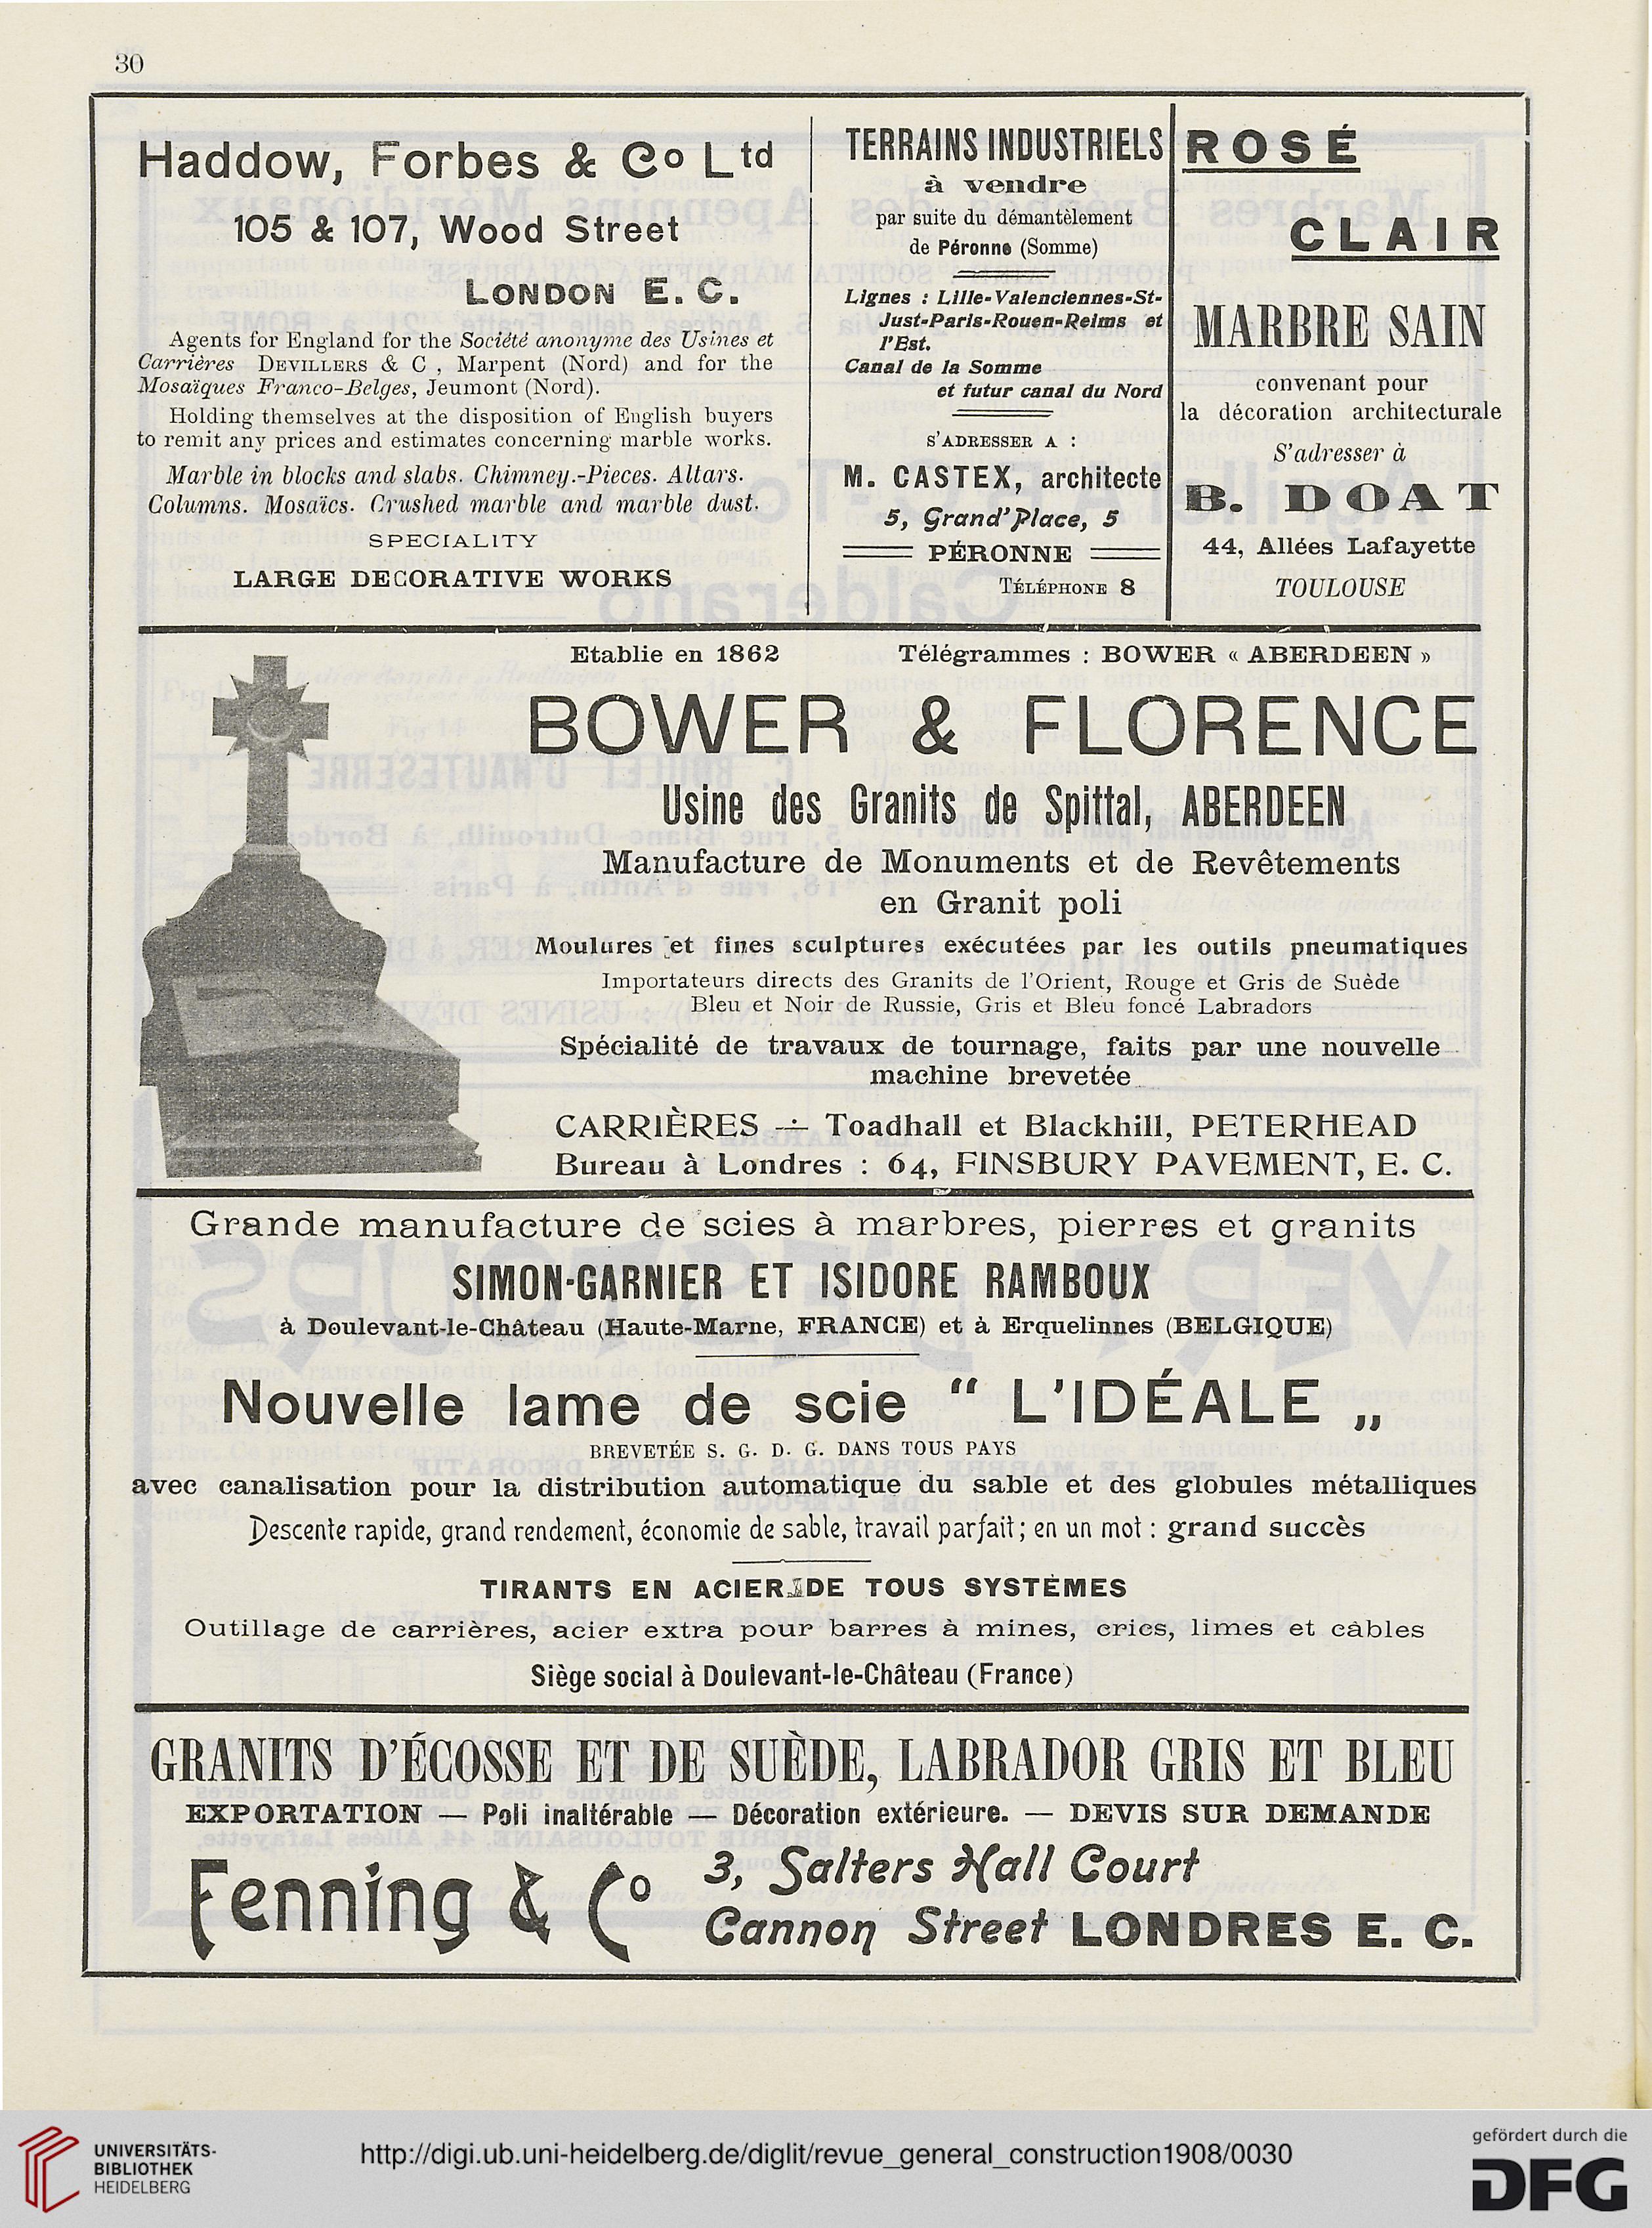 30
Haddow, Forbes & Co Ltd
105 & 107, Wood Street
LONDON E. C.
Agents for England for the Société anonyme des Usines et
Carrières DEVILLERS & C , Marpent (Nord) and for the
Mosaïques Franco-Belges, Jeumont (Nord).
Holding themselves at the disposition of English buyers
to remit any prices and estimates concerning marble works.
Marble in blocks and slabs. Chimney.-Pieces. Altars.
Columns. Mosaïcs. Crushed marble and marble dust.
SPECIALITY
LARGE DECORATIVE WORKS
TERRAINS INDUSTRIELS
à vendre
par suite du démantèlement
de Péronne (Somme)
Lignes : Lille-Valenciennes-St-
Just-Paris-Rouen-Reims et
l'Est.
Canal de la Somme
et futur canal du Nord
S'ADRESSER A :
M. CASTEX, architecte
5, Grand'Place, 5
PÉRONNE
TÉLÉPHONE 8
ROSÉ
CLAIR
MARBRE SAIN
convenant pour
la décoration architecturale
S'adresser à
B. DOAT
44, Allées Lafayette
TOULOUSE
Etablie en 1862 Télégrammes : BOWER « ABERDEEN »
BOWER & FLORENCE
Usine des Granits de Spittal, ABERDEEN
Manufacture de Monuments et de Revêtements
en Granit poli
Moulures et fines sculptures exécutées par les outils pneumatiques
Importateurs directs des Granits de l'Orient, Rouge et Gris de Suède
Bleu et Noir de Russie, Gris et Bleu foncé Labradors
Spécialité de travaux de tournage, faits par une nouvelle
machine brevetée
CARRIÈRES — Toadhall et Blackhill, PETERHEAD
Bureau à Londres : 64, FINSBURY PAVEMENT, E. C.
Grande manufacture de scies à marbres, pierres et granits
SIMON-GARNIER ET ISIDORE RAMBOUX
à Doulevant-le-Château (Haute-Marne, FRANCE) et à Erquelinnes (BELGIQUE)
Nouvelle lame de scie “ L'IDÉALE „
BREVETÉE S. G. D. G. DANS TOUS PAYS
avec canalisation pour la distribution automatique du sable et des globules métalliques
Descente rapide, grand rendement, économie de sable, travail parfait ; en un mot : grand succès
TIRANTS EN ACIER DE TOUS SYSTÈMES
Outillage de carrières, acier extra pour barres à mines, crics, limes et câbles
Siège social à Doulevant-le-Château (France)
GRANITS D'ÉCOSSE ET DE SUÈDE, LABRADOR GRIS ET BLEU
EXPORTATION — Poli inaltérable — Décoration extérieure. — DEVIS SUR DEMANDE
Fenning & Co
3, Salters Hall Court
Cannon Street LONDRES E. C.
UNIVERSITÄTS-
BIBLIOTHEK
HEIDELBERG
http://digi.ub.uni-heidelberg.de/diglit/revue_general_construction1908/0030
gefördert durch die
DFG